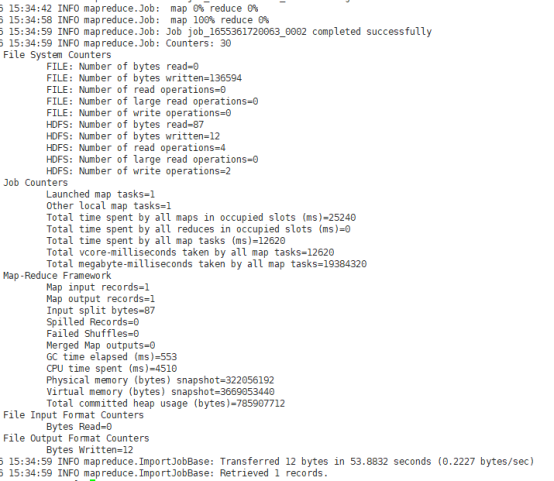 6 15:34:42 INFO mapreduce.Job:  map 0% reduce 0%
6 15:34:58 INFO mapreduce.Job:  map 100% reduce 0%
6 15:34:59 INFO mapreduce.Job: Job job_1655361720063_0002 completed successfully
6 15:34:59 INFO mapreduce.Job: Counters: 30
File System Counters
FILE: Number of bytes read=0
FILE: Number of bytes written=136594
FILE: Number of read operations=0
FILE: Number of large read operations=0
FILE: Number of write operations=0
HDFS: Number of bytes read=87
HDFS: Number of bytes written=12
HDFS: Number of read operations=4
HDFS: Number of large read operations=0
HDFS: Number of write operations=2
Job Counters
Launched map tasks=1
Other local map tasks=1
Total time spent by all maps in occupied slots (ms)=25240
Total time spent by all reduces in occupied slots (ms)=0
Total time spent by all map tasks (ms)=12620
Total vcore-milliseconds taken by all map tasks=12620
Total megabyte-milliseconds taken by all map tasks=19384320
Map-Reduce Framework
Map input records=1
Map output records=1
Input split bytes=87
Spilled Records=0
Failed Shuffles=0
Merged Map outputs=0
GC time elapsed (ms)=553
CPU time spent (ms)=4510
Physical memory (bytes) snapshot=322056192
Virtual memory (bytes) snapshot=3669053440
Total committed heap usage (bytes)=785907712
File Input Format Counters
Bytes Read=0
File Output Format Counters
Bytes Written=12
6 15:34:59 INFO mapreduce.ImportJobBase: Transferred 12 bytes in 53.8832 seconds (0.2227 bytes/sec)
6 15:34:59 INFO mapreduce.ImportJobBase: Retrieved 1 records.